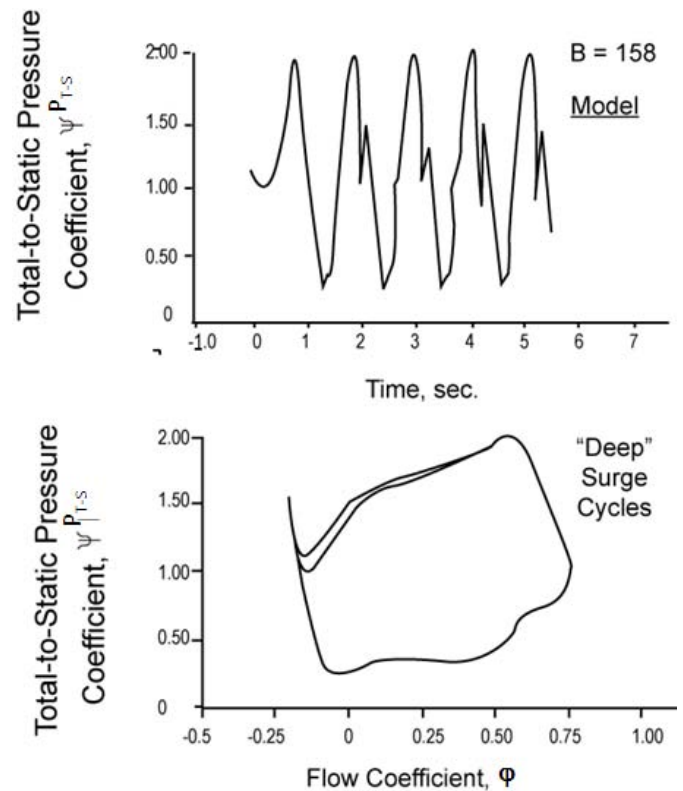 Total-to-Static Pressure
Coefficient, ψ P T-S
2.00
1.50
1.00
0.50
0
-1.0 0 1 2 3 4 5 6 7
Time, sec.
B = 158
Model
Total-to-Static Pressure
Coefficient, ψ P T-S
2.00
1.50
1.00
0.50
0
-0.5 -0.25 0 0.25 0.50 0.75 1.00
Flow Coefficient, φ
“Deep”
Surge
Cycles